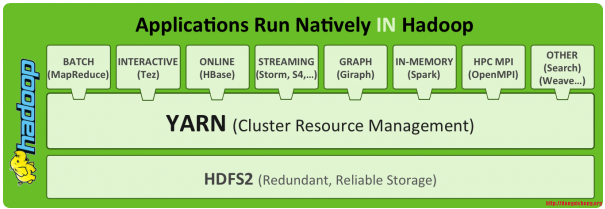 Applications Run Natively IN Hadoop
BATCH
(MapReduce)
INTERACTIVE
(Tez)
ONLINE
(HBase)
STREAMING
(Storm, S4,...)
GRAPH
(Giraph)
IN-MEMORY
(Spark)
HPC MPI
(OpenMPI)
OTHER
(Search)
(Weave...)
hadoop
YARN (Cluster Resource Management)
HDFS2 (Redundant, Reliable Storage)